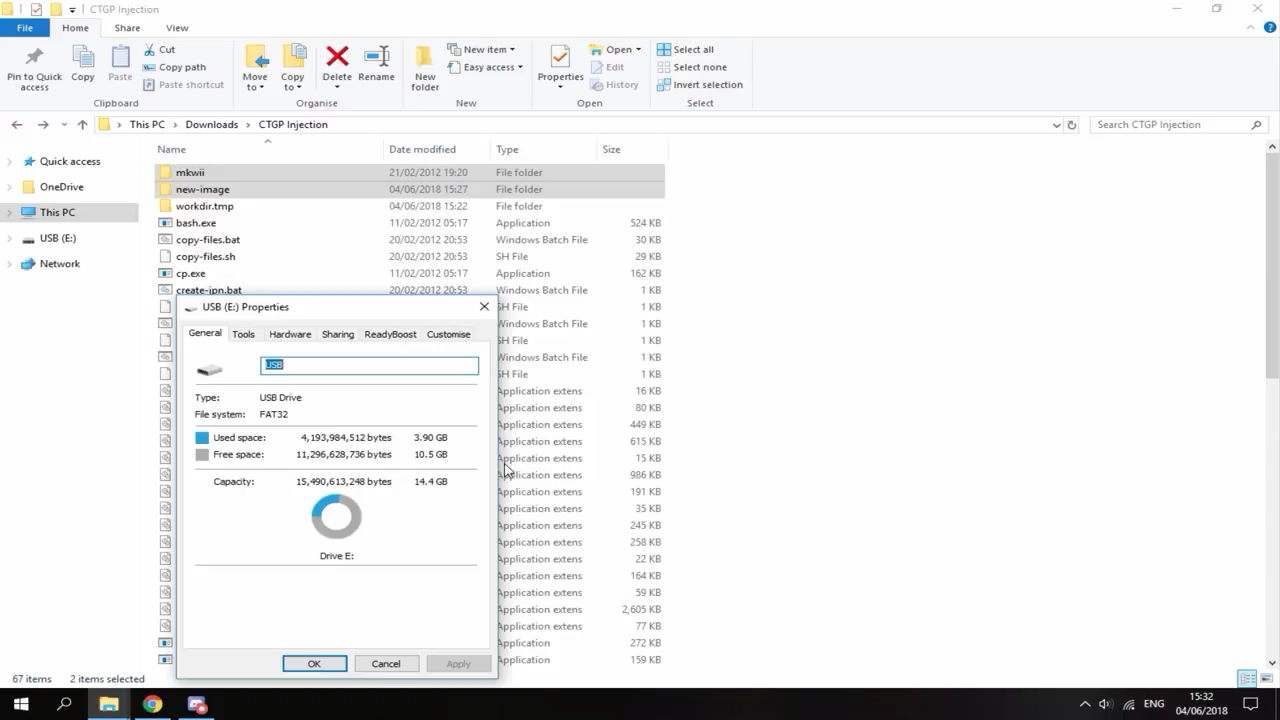 CTGP Injection
File Home Share View
Pin to Quick access
Copy
Paste
Cut
Copy path
Paste shortcut
Clipboard
Move to
Copy to
Delete
Rename
Organise
New folder
New item
Easy access
New
Properties
Open
Edit
History
Open
Select all
Select none
Invert selection
Select
This PC > Downloads > CTGP Injection
Search CTGP Injection
Quick access
OneDrive
This PC
USB (E:)
Network
Name Date modified Type Size
mkwii 21/02/2012 19:20 File folder
new-image 04/06/2018 15:27 File folder
workdir.tmp 04/06/2018 15:22 File folder
bash.exe 11/02/2012 05:17 Application 524 KB
copy-files.bat 20/02/2012 20:53 Windows Batch File 30 KB
copy-files.sh 20/02/2012 20:53 SH File 29 KB
cp.exe 11/02/2012 05:17 Application 162 KB
create-jpn.bat 20/02/2012 20:53 Windows Batch File 1 KB
SH File 1 KB
Windows Batch File 1 KB
SH File 1 KB
Windows Batch File 1 KB
SH File 1 KB
Application extens 16 KB
Application extens 80 KB
Application extens 449 KB
Application extens 615 KB
Application extens 15 KB
Application extens 986 KB
Application extens 191 KB
Application extens 35 KB
Application extens 245 KB
Application extens 258 KB
Application extens 22 KB
Application extens 164 KB
Application extens 59 KB
Application extens 2,605 KB
Application extens 77 KB
Application 272 KB
Application 159 KB
USB (E:) Properties
General Tools Hardware Sharing ReadyBoost Customise
USB
Type: USB Drive
File system: FAT32
Used space: 4,193,984,512 bytes 3.90 GB
Free space: 11,296,628,736 bytes 10.5 GB
Capacity: 15,490,613,248 bytes 14.4 GB
Drive E:
OK Cancel Apply
67 items 2 items selected
ENG
15:32
04/06/2018